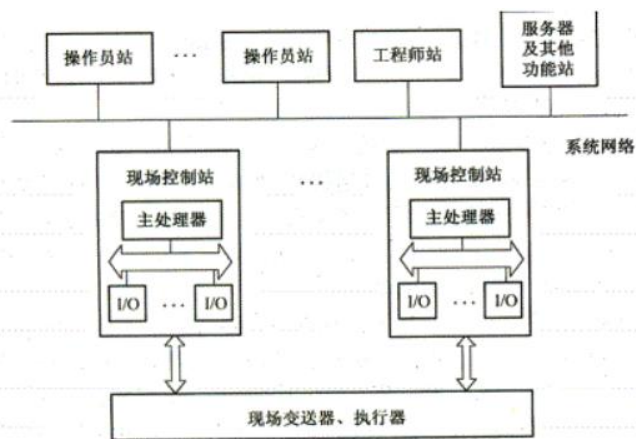 操作员站
…
操作员站
工程师站
服务器
及其他
功能站
系统网络
现场控制站
主处理器
I/O … I/O
…
现场控制站
主处理器
I/O … I/O
现场变送器、执行器